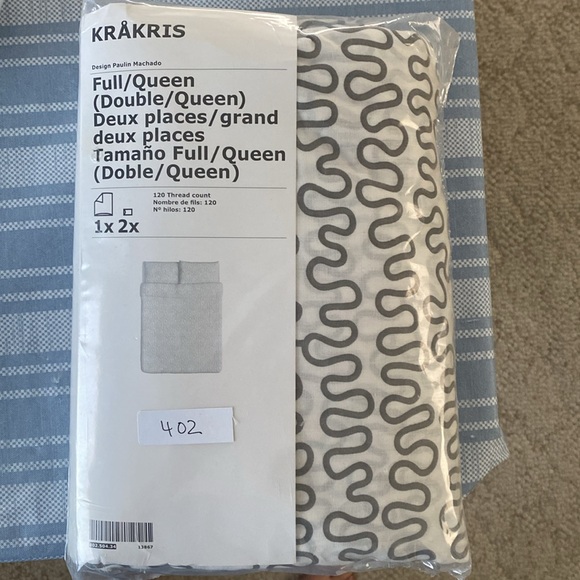 KRÅKRIS
Design Paulin Machado
Full/Queen
(Double/Queen)
Deux places/grand
deux places
Tamaño Full/Queen
(Doble/Queen)
120 Thread count
Nombre de fils: 120
Nº hilos: 120
1x 2x
402
13867